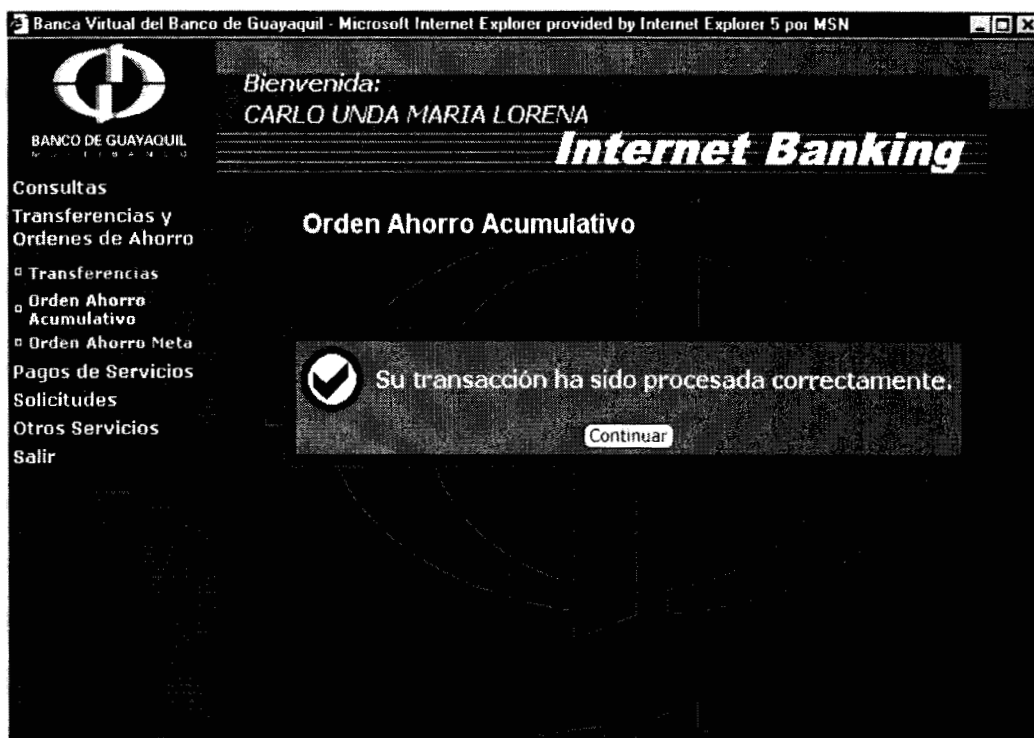 Banca Virtual del Banco de Guayaquil - Microsoft Internet Explorer provided by Internet Explorer 5 por MSN
Bienvenida:
CARLO UNDA MARIA LORENA
BANCO DE GUAYAQUIL
Internet Banking
Consultas
Transferencias y
Ordenes de Ahorro
Transferencias
Orden Ahorro
Acumulativo
Orden Ahorro Meta
Pagos de Servicios
Solicitudes
Otros Servicios
Salir
Orden Ahorro Acumulativo
Su transacción ha sido procesada correctamente.
Continuar